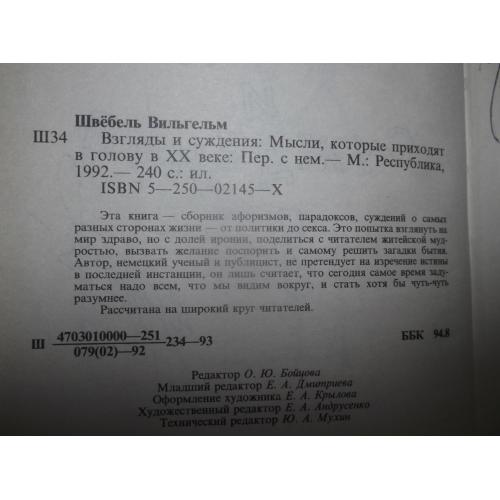 Швёбель Вильгельм
Ш34 Взгляды и суждения: Мысли, которые приходят
в голову в XX веке: Пер. с нем.— М.: Республика,
1992.— 240 с.: ил.
ISBN 5—250—02145—X
Эта книга — сборник афоризмов, парадоксов, суждений о самых
разных сторонах жизни — от политики до секса. Это попытка взглянуть на
мир здраво, но с долей иронии, поделиться с читателем житейской муд-
ростью, вызвать желание поспорить и самому решить загадки бытия.
Автор, немецкий ученый и публицист, не претендует на изречение истины
в последней инстанции, он лишь считает, что сегодня самое время заду-
маться надо всем, что мы видим вокруг, и стать хотя бы чуть-чуть
разумнее.
Рассчитана на широкий круг читателей.
Ш 4703010000—251
079(02)—92 234—93 ББК 94.8
Редактор О. Ю. Бойцова
Младший редактор Е. А. Дмитриева
Оформление художника Е. А. Крылова
Художественный редактор Е. А. Андрусенко
Технический редактор Ю. А. Мухин